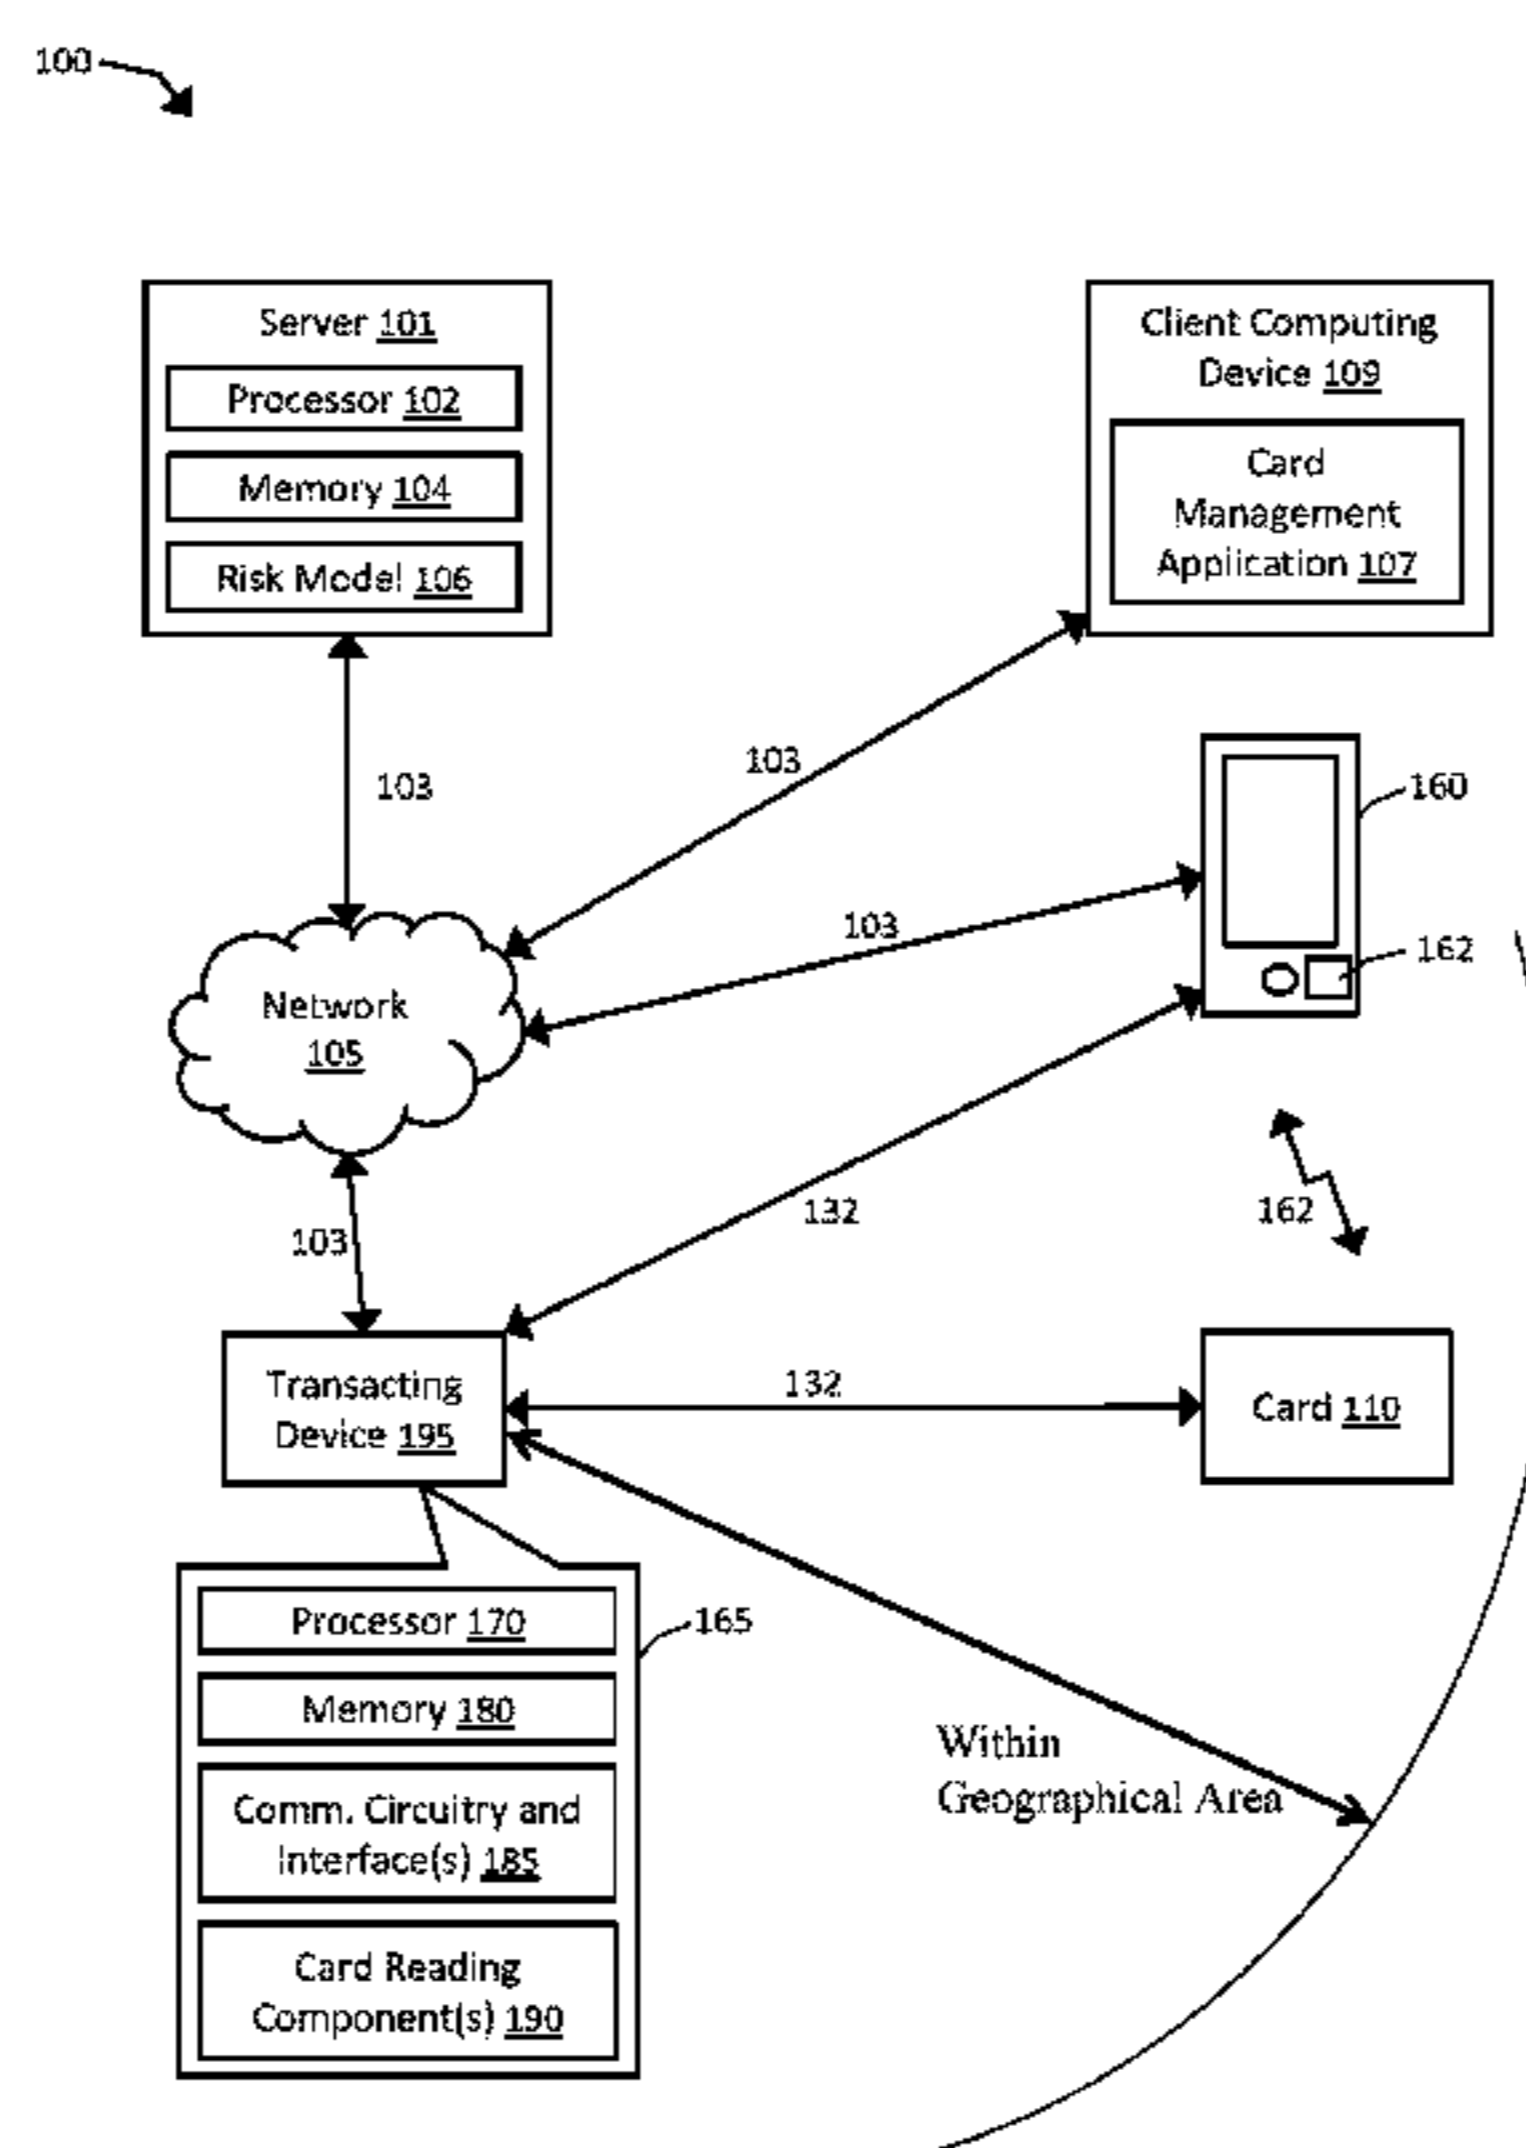 100
Server 101
Processor 102
Memory 104
Risk Model 106
Client Computing
Device 109
Card
Management
Application 107
103
103
160
103
162
Network
105
103
132
162
Transacting
Device 195
132
Card 110
Processor 170
165
Memory 180
Comm. Circuitry and
Interface(s) 185
Card Reading
Component(s) 190
Within
Geographical Area